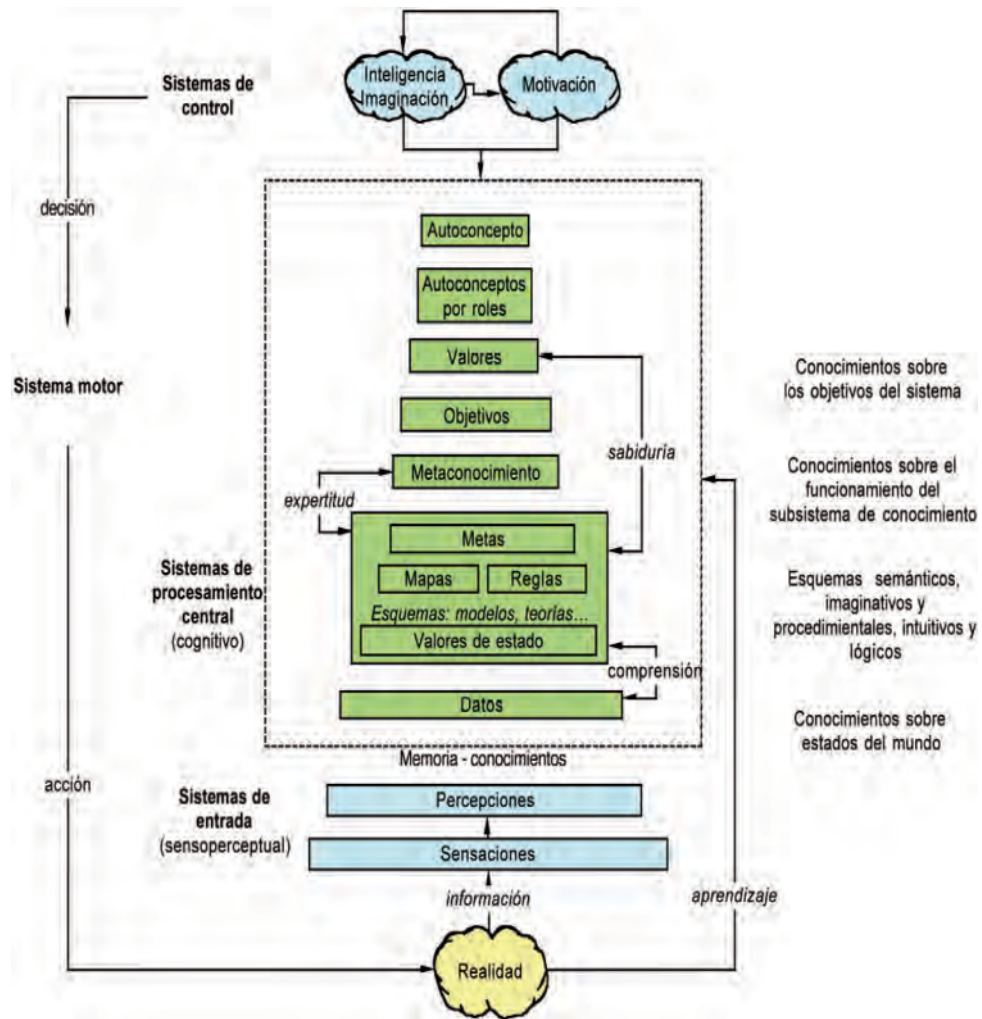 Inteligencia
Imaginación
Motivación
Sistemas de
control
decisión
Autoconcepto
Autoconceptos
por roles
Valores
Sistema motor
Conocimientos sobre
los objetivos del sistema
Objetivos
sabiduría
Metaconocimiento
expertitud
Conocimientos sobre el
funcionamiento del
subsistema de conocimiento
Metas
Mapas
Reglas
Esquemas: modelos, teorías...
Valores de estado
Sistemas de
procesamiento
central
(cognitivo)
Esquemas semánticos,
imaginativos y
procedimentales, intuitivos y
lógicos
comprensión
Datos
Conocimientos sobre
estados del mundo
Memoria - conocimientos
acción
Sistemas de
entrada
(sensoperceptual)
Percepciones
Sensaciones
información
aprendizaje
Realidad